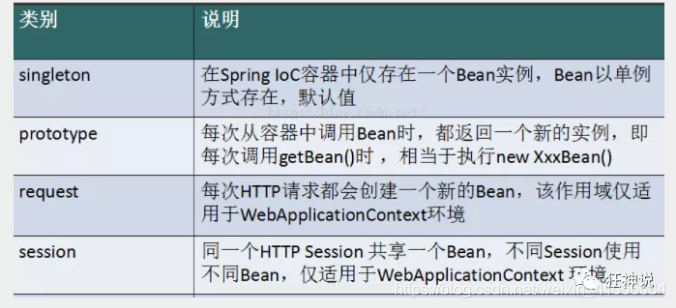 类别 说明
singleton 在Spring IoC容器中仅存在一个Bean实例，Bean以单例
方式存在，默认值
prototype 每次从容器中调用Bean时，都返回一个新的实例，即
每次调用getBean()时，相当于执行new XxxBean()
request 每次HTTP请求都会创建一个新的Bean，该作用域仅适
用于WebApplicationContext环境
session 同一个HTTP Session 共享一个Bean，不同Session使用
不同Bean，仅适用于WebApplicationContext 环境
狂神说